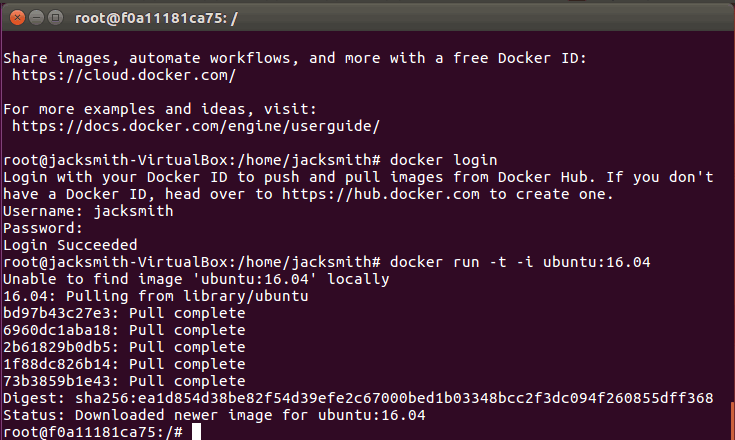 root@f0a11181ca75: /
Share images, automate workflows, and more with a free Docker ID:
 https://cloud.docker.com/
For more examples and ideas, visit:
 https://docs.docker.com/engine/userguide/
root@jacksmith-VirtualBox:/home/jacksmith# docker login
Login with your Docker ID to push and pull images from Docker Hub. If you don't
have a Docker ID, head over to https://hub.docker.com to create one.
Username: jacksmith
Password:
Login Succeeded
root@jacksmith-VirtualBox:/home/jacksmith# docker run -t -i ubuntu:16.04
Unable to find image 'ubuntu:16.04' locally
16.04: Pulling from library/ubuntu
bd97b43c27e3: Pull complete
6960dc1aba18: Pull complete
2b61829b0db5: Pull complete
1f88dc826b14: Pull complete
73b3859b1e43: Pull complete
Digest: sha256:ea1d854d38be82f54d39efe2c67000bed1b03348bcc2f3dc094f260855dff368
Status: Downloaded newer image for ubuntu:16.04
root@f0a11181ca75:/#